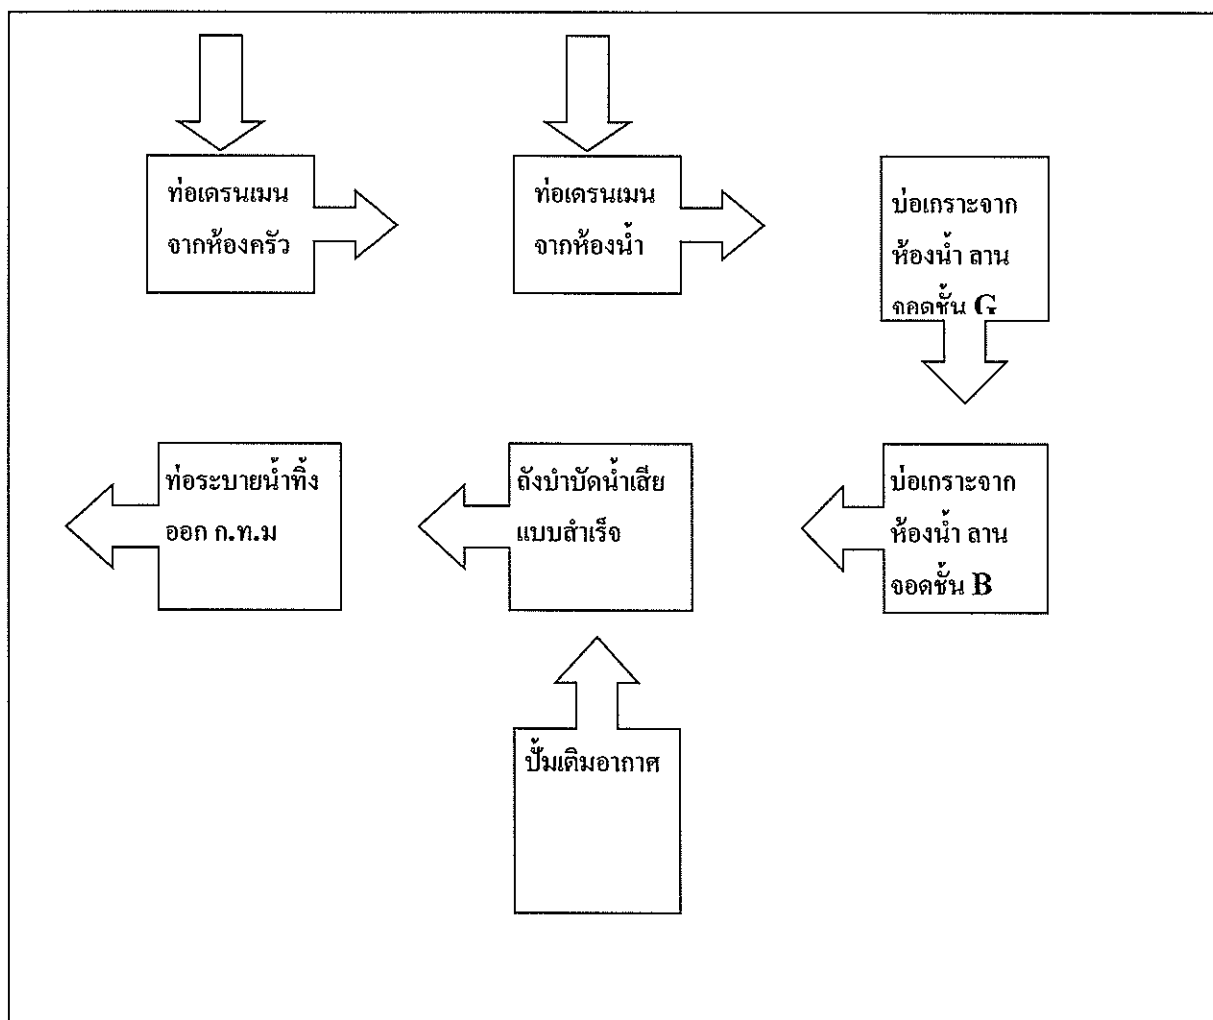 ท่อเดรนเมน
จากห้องครัว
ท่อเดรนเมน
จากห้องน้ำ
บ่อเกราะจาก
ห้องน้ำ ลาน
จอดชั้น G
บ่อเกราะจาก
ห้องน้ำ ลาน
จอดชั้น B
ถังบำบัดน้ำเสีย
แบบสำเร็จ
ท่อระบายน้ำทิ้ง
ออก ก.ท.ม
ปั้มเติมอากาศ